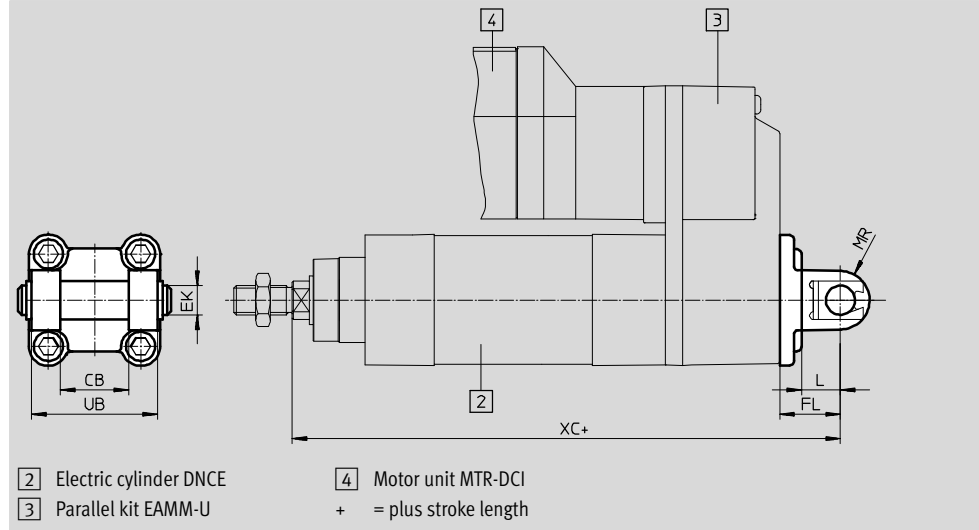 4
3
MR
EK
CB
UB
2
L
FL
XC+
2 Electric cylinder DNCE
4 Motor unit MTR-DCI
3 Parallel kit EAMM-U
+ = plus stroke length